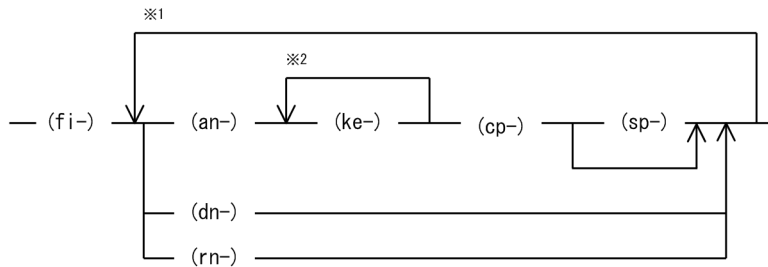 ※1
※2
(fi-) (an-) (ke-) (cp-) (sp-)
(dn-)
(rn-)